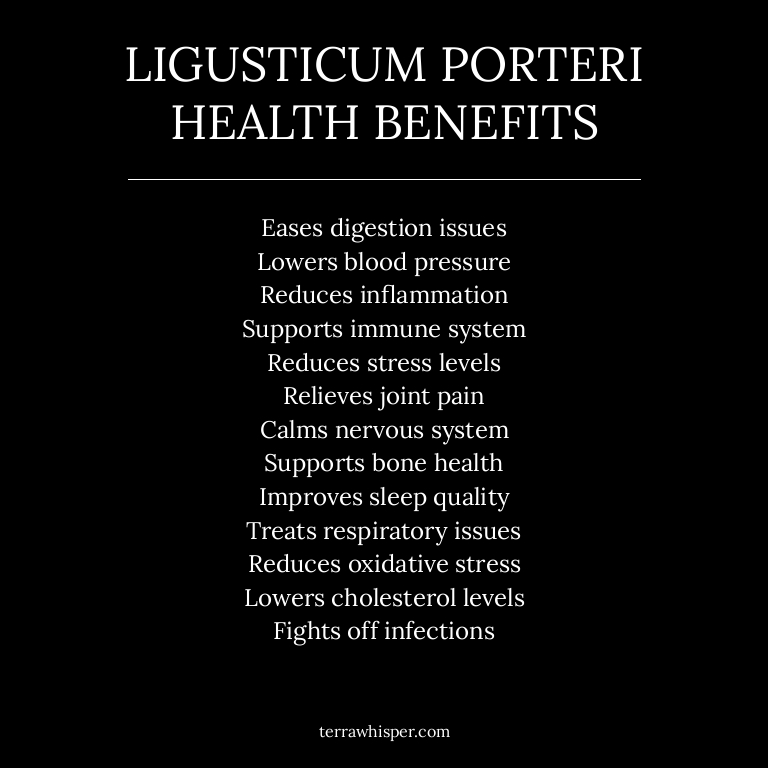 LIGUSTICUM PORTERI
HEALTH BENEFITS
Eases digestion issues
Lowers blood pressure
Reduces inflammation
Supports immune system
Reduces stress levels
Relieves joint pain
Calms nervous system
Supports bone health
Improves sleep quality
Treats respiratory issues
Reduces oxidative stress
Lowers cholesterol levels
Fights off infections
terrawhisper.com